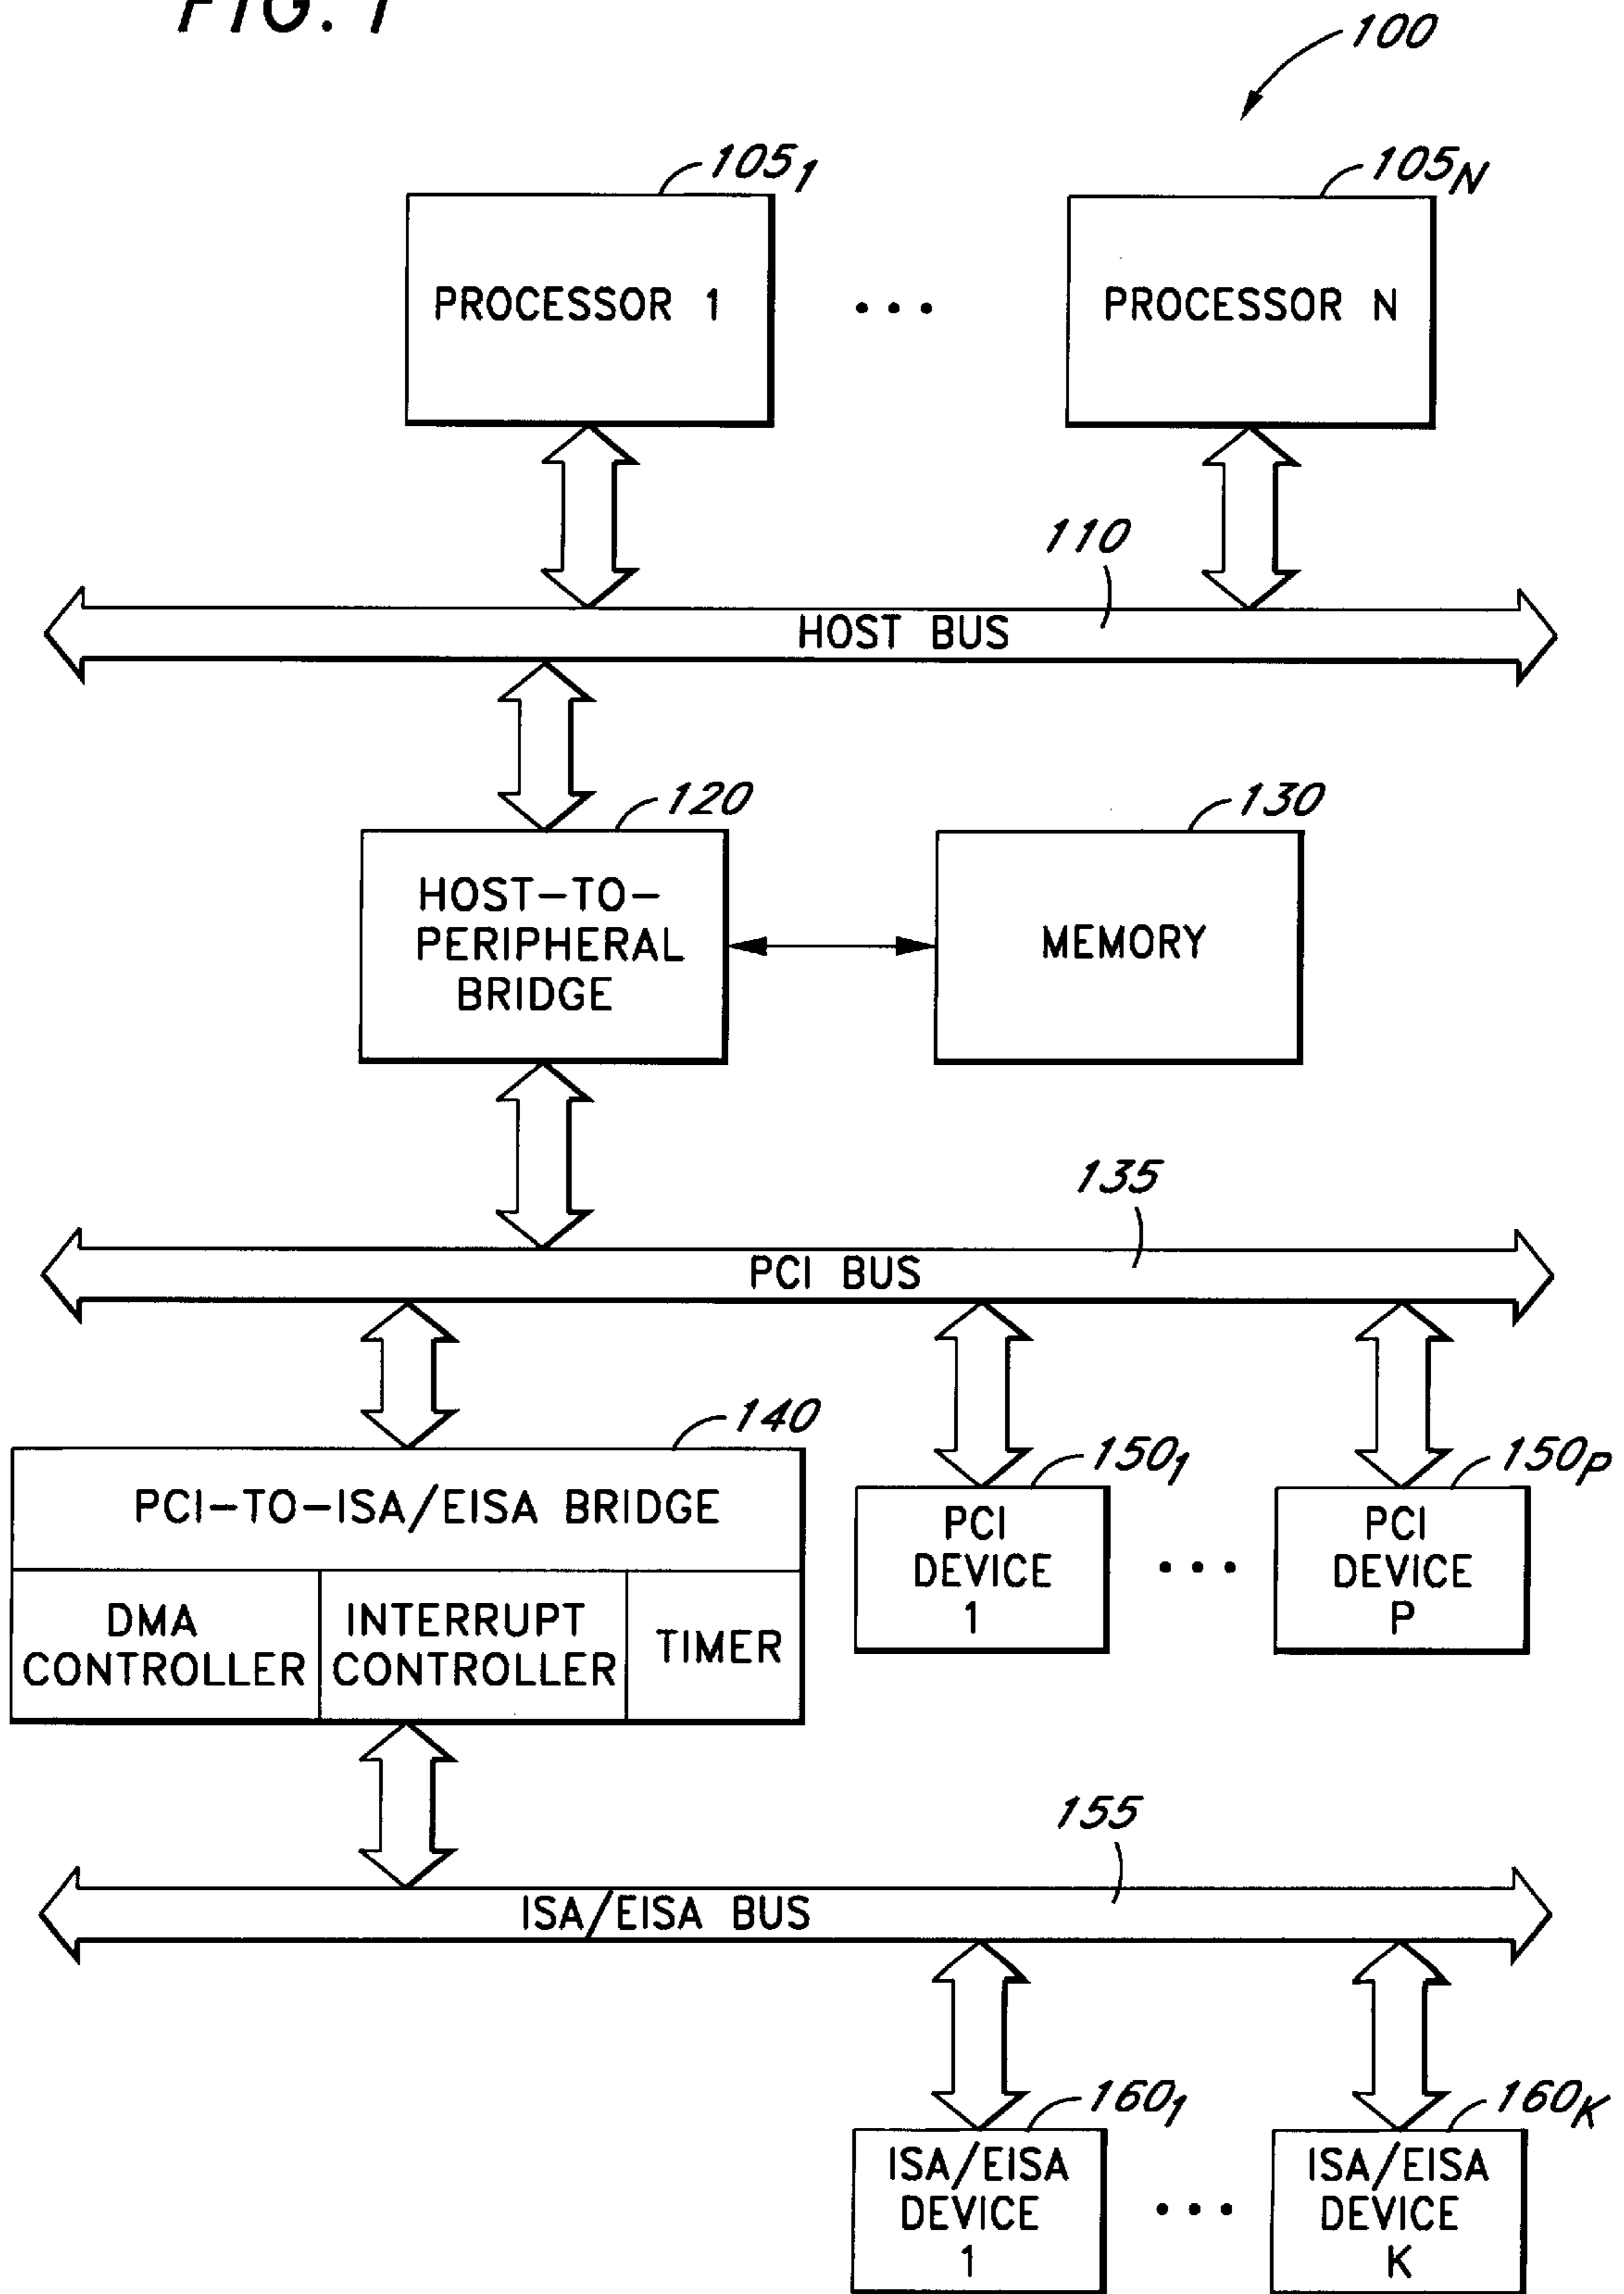 FIG. 1
100
105₁
105N
PROCESSOR 1
• • •
PROCESSOR N
110
HOST BUS
120
130
HOST-TO-
PERIPHERAL
BRIDGE
MEMORY
135
PCI BUS
140
150₁
150P
PCI-TO-ISA/EISA BRIDGE
DMA
CONTROLLER
INTERRUPT
CONTROLLER
TIMER
PCI
DEVICE
1
• • •
PCI
DEVICE
P
155
ISA/EISA BUS
160₁
160K
ISA/EISA
DEVICE
1
• • •
ISA/EISA
DEVICE
K